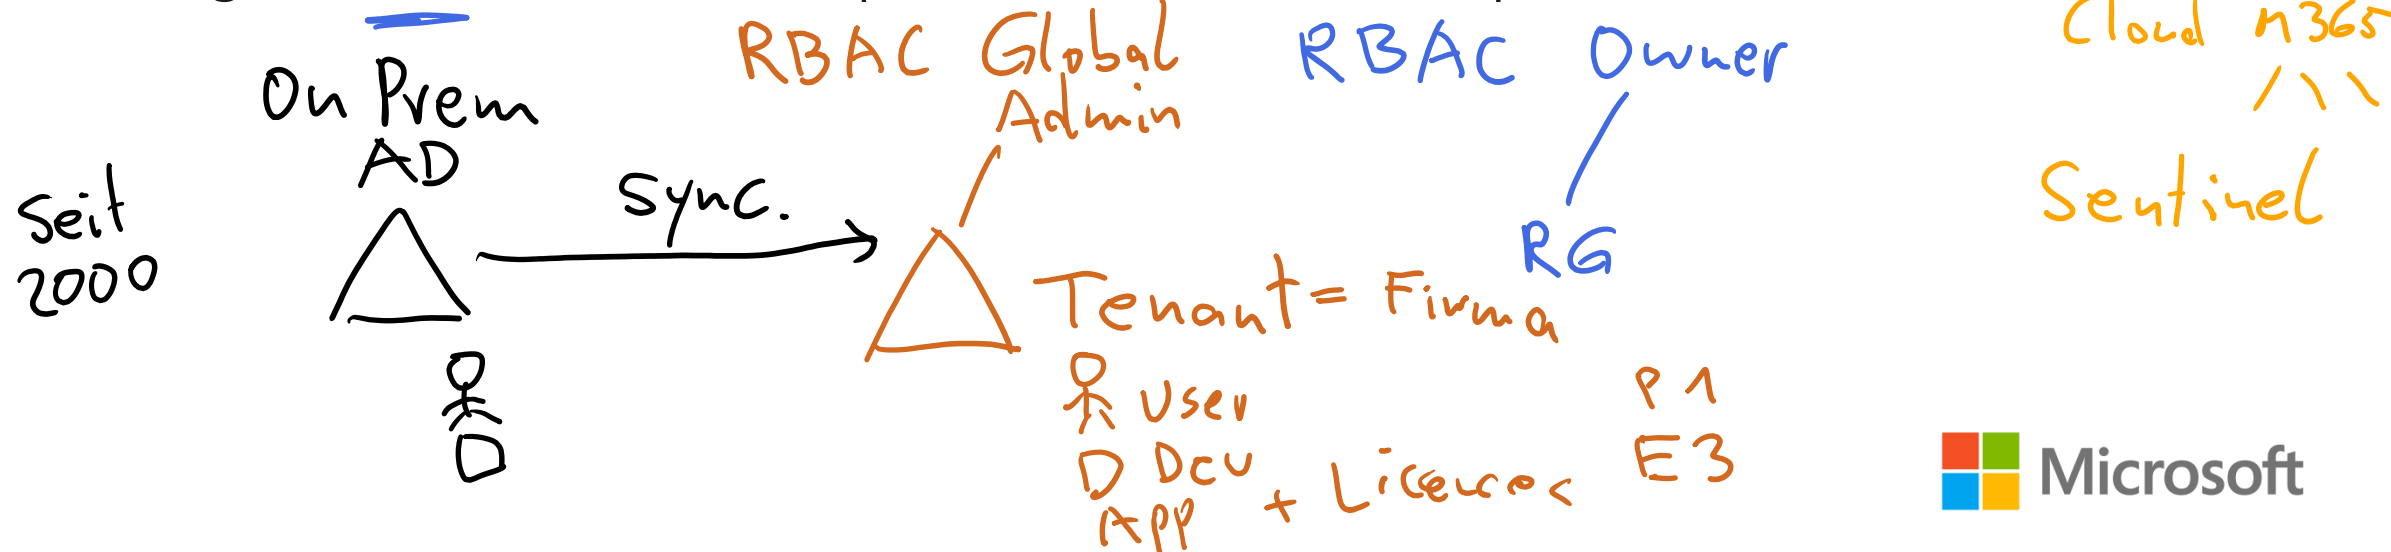 On Prem
AD
seit
2000
Sync.
RBAC Global
Admin
Tenant = Firma
User
D Dev
App + Licences
P1
E3
RBAC Owner
RG
Cloud M365
Sentinel
Microsoft